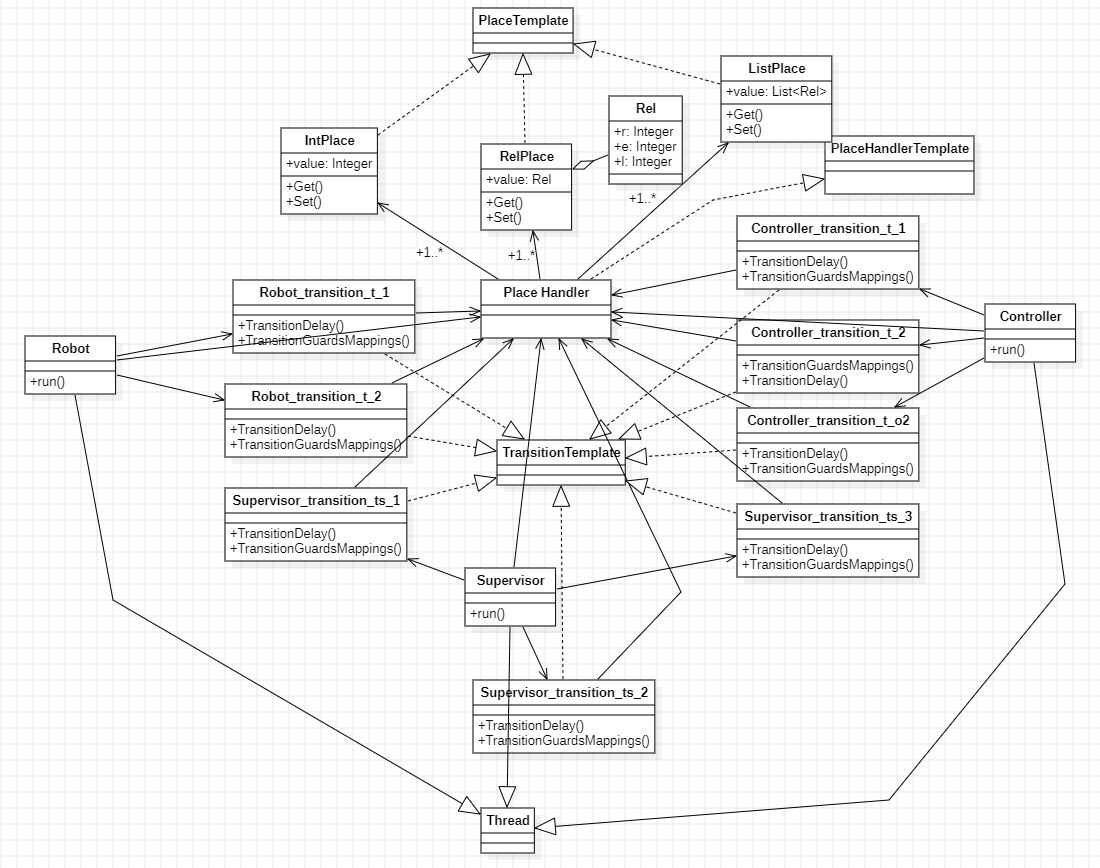 PlaceTemplate
ListPlace
+value: List<Rel>
+Get()
+Set()
Rel
+r: Integer
+e: Integer
+l: Integer
IntPlace
+value: Integer
+Get()
+Set()
RelPlace
+value: Rel
+Get()
+Set()
PlaceHandlerTemplate
+1..*
+1..*
+1..*
Controller_transition_t_1
+TransitionDelay()
+TransitionGuardsMappings()
Robot_transition_t_1
+TransitionDelay()
+TransitionGuardsMappings()
Place Handler
Controller
+run()
Controller_transition_t_2
+TransitionGuardsMappings()
+TransitionDelay()
Robot
+run()
Robot_transition_t_2
+TransitionDelay()
+TransitionGuardsMappings()
Controller_transition_t_o2
+TransitionDelay()
+TransitionGuardsMappings()
TransitionTemplate
Supervisor_transition_ts_1
+TransitionDelay()
+TransitionGuardsMappings()
Supervisor_transition_ts_3
+TransitionDelay()
+TransitionGuardsMappings()
Supervisor
+run()
Supervisor_transition_ts_2
+TransitionDelay()
+TransitionGuardsMappings()
Thread